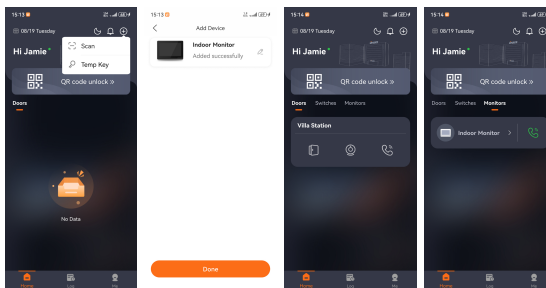 15:13
08/19 Tuesday
Scan
Hi Jamie
Temp Key
QR code unlock »
Doors
No Data
Home
Log
Me
15:13
Add Device
Indoor Monitor
Added successfully
Done
15:14
08/19 Tuesday
Hi Jamie
QR code unlock »
Doors Switches Monitors
Villa Station
Home
Log
Me
15:14
08/19 Tuesday
Hi Jamie
QR code unlock »
Doors Switches Monitors
Indoor Monitor >
Home
Log
Me